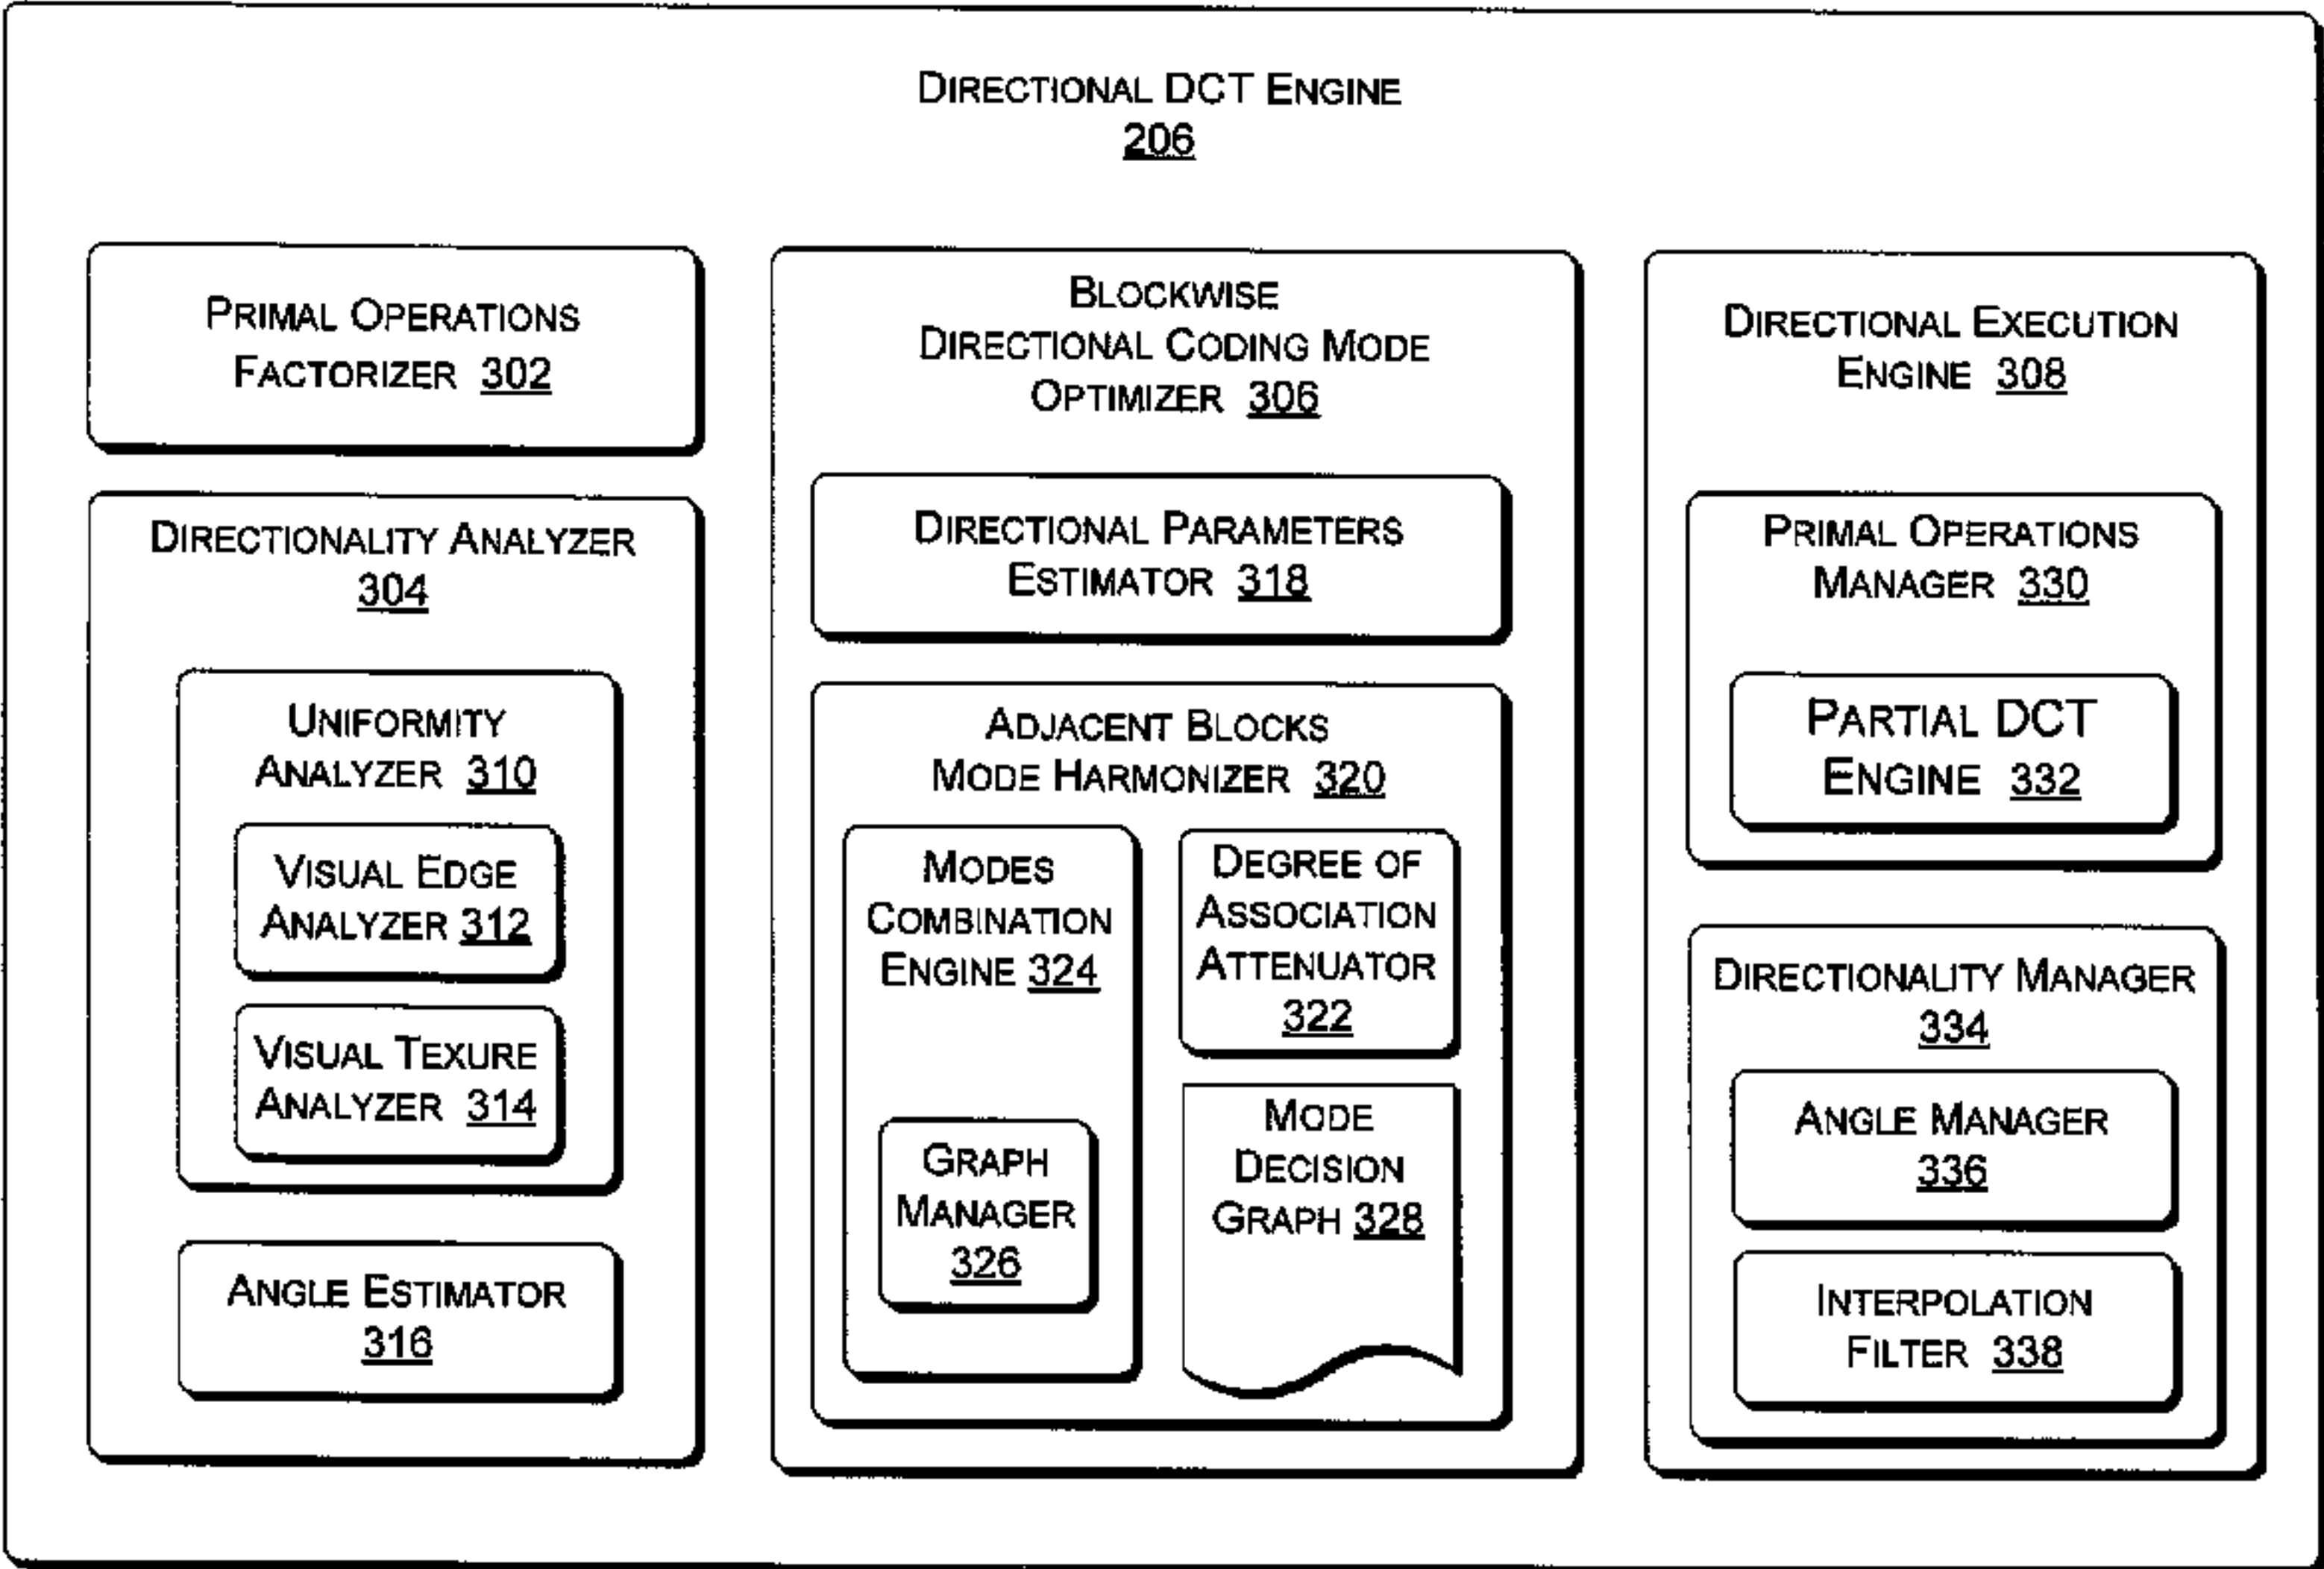 DIRECTIONAL DCT ENGINE
206
PRIMAL OPERATIONS
FACTORIZER 302
DIRECTIONALITY ANALYZER
304
UNIFORMITY
ANALYZER 310
VISUAL EDGE
ANALYZER 312
VISUAL TEXURE
ANALYZER 314
ANGLE ESTIMATOR
316
BLOCKWISE
DIRECTIONAL CODING MODE
OPTIMIZER 306
DIRECTIONAL PARAMETERS
ESTIMATOR 318
ADJACENT BLOCKS
MODE HARMONIZER 320
MODES
COMBINATION
ENGINE 324
GRAPH
MANAGER
326
DEGREE OF
ASSOCIATION
ATTENUATOR
322
MODE
DECISION
GRAPH 328
DIRECTIONAL EXECUTION
ENGINE 308
PRIMAL OPERATIONS
MANAGER 330
PARTIAL DCT
ENGINE 332
DIRECTIONALITY MANAGER
334
ANGLE MANAGER
336
INTERPOLATION
FILTER 338